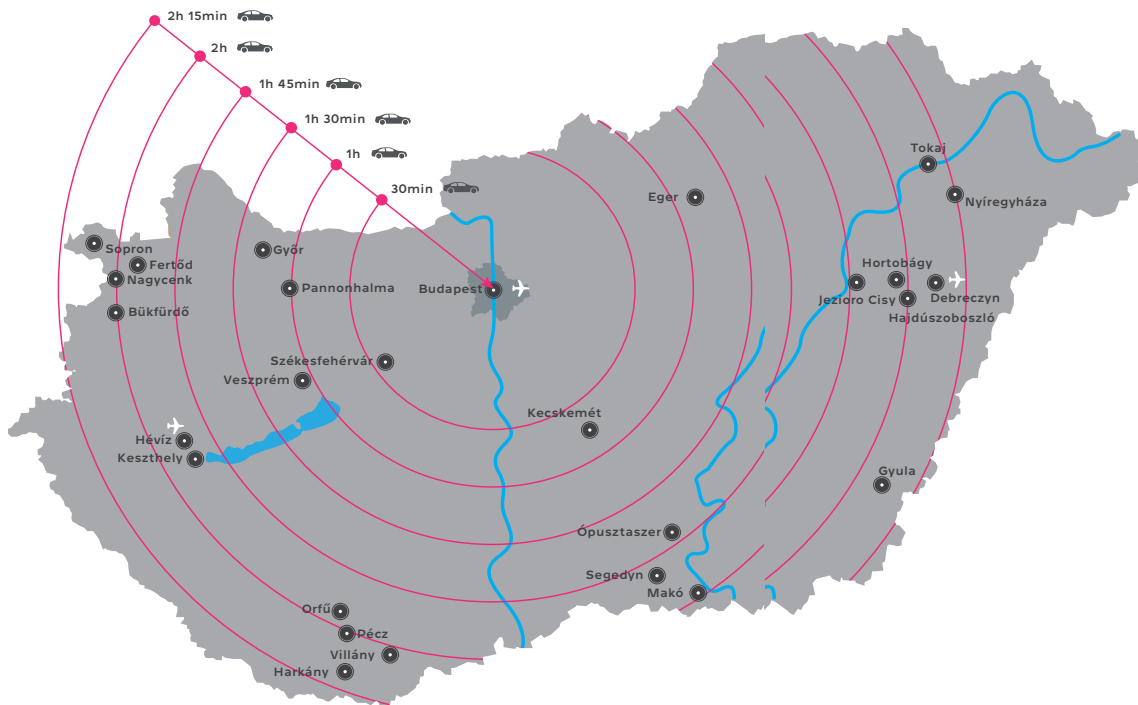 2h 15min
2h
1h 45min
1h 30min
1h
30min
Tokaj
Eger
Nyíregyháza
Sopron
Győr
Fertőd
Nagycenk
Pannonhalma
Budapest
Hortobágy
Jezioro Cisy
Debreczyn
Bükfürdő
Hajdúszoboszló
Székesfehérvár
Veszprém
Kecskemét
Hévíz
Keszthely
Gyula
Ópusztaszer
Segedyn
Makó
Orfű
Pécz
Villány
Harkány